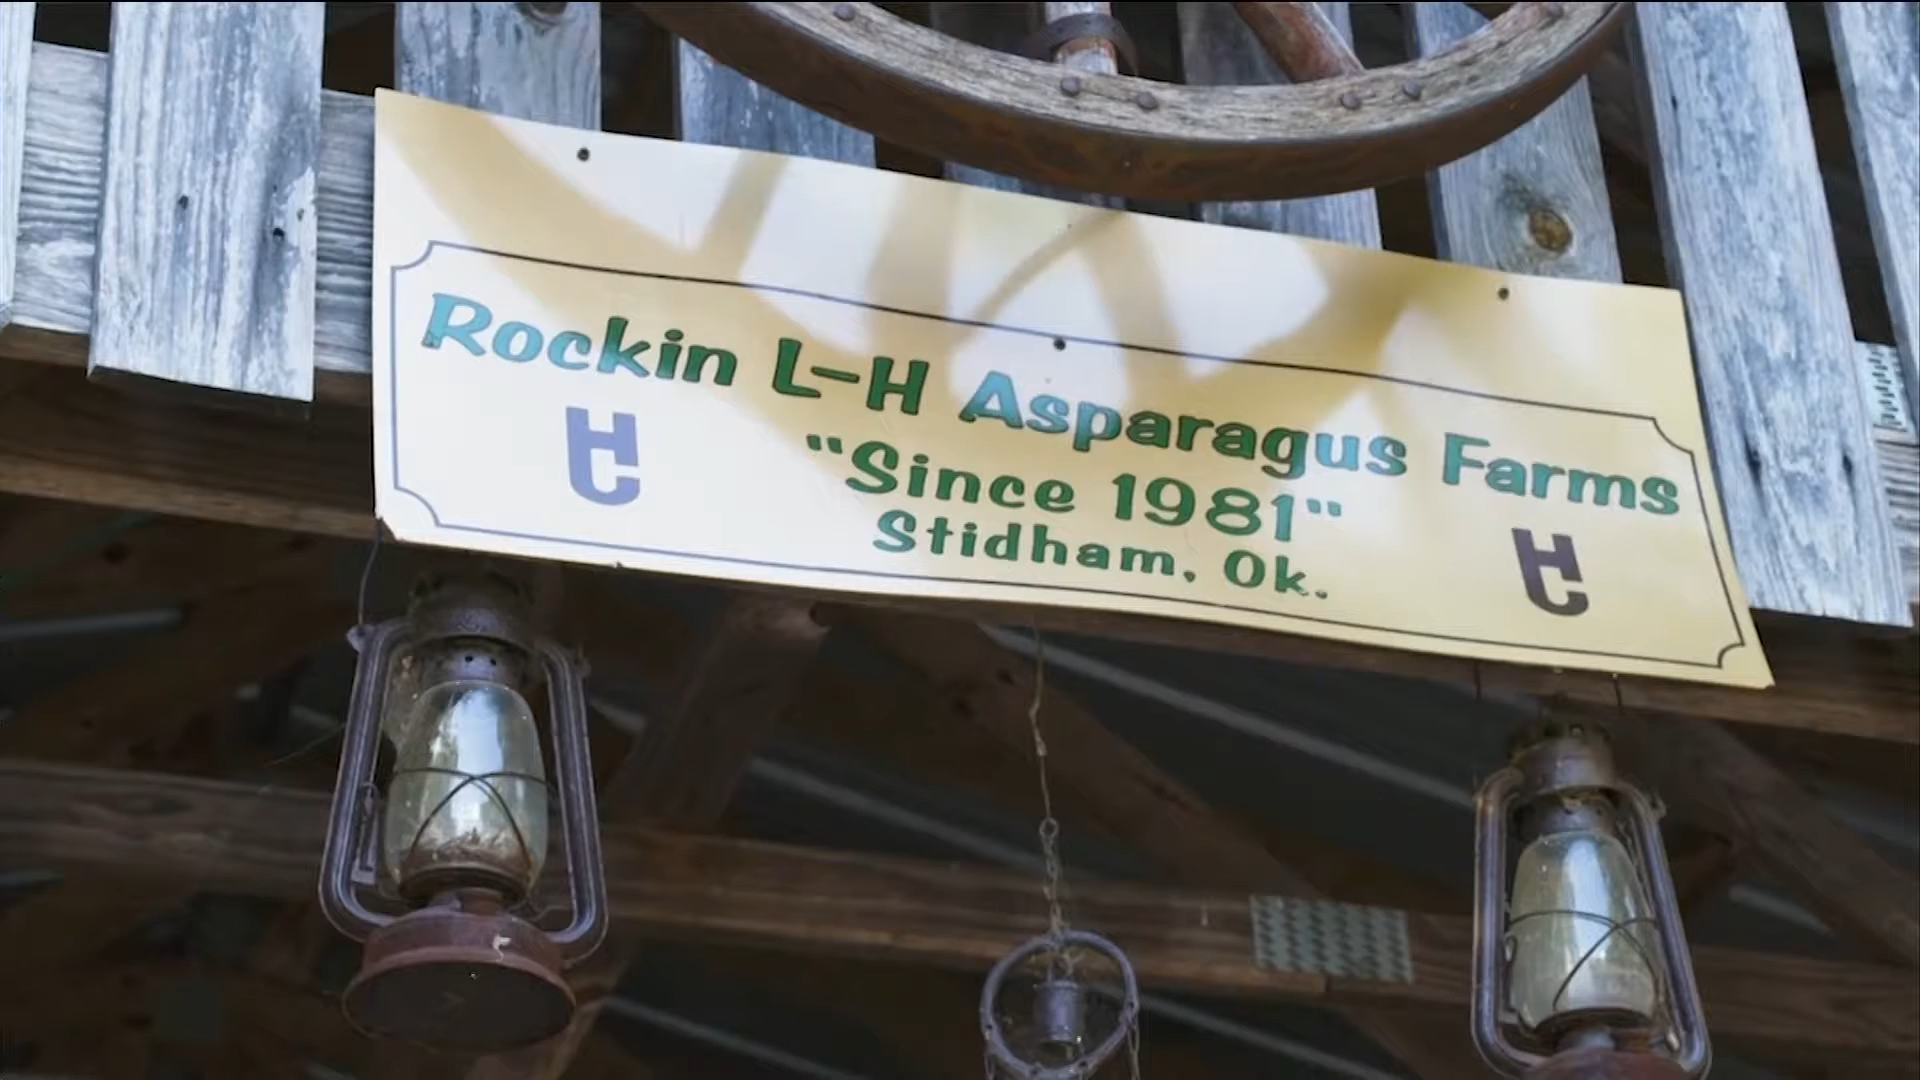 Rockin L-H Asparagus Farms
"Since 1981"
Stidham, Ok.